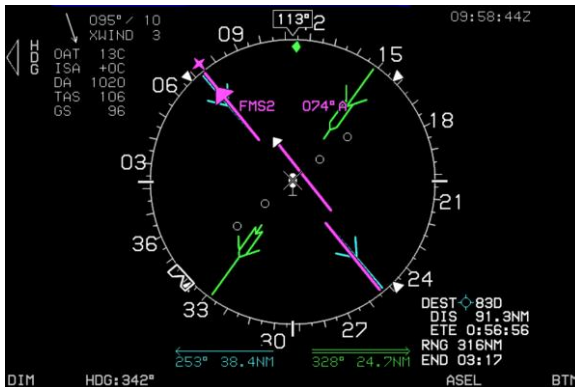 095° / 10
XWIND 3
HDG
OAT 13C
ISA +0C
DA 1020
TAS 106
GS 96
113°
09:58:44Z
09
12
15
06
18
FMS2
074°A
03
21
36
24
33
30
27
DEST 83D
DIS 91.3NM
ETE 0:56:56
RNG 316NM
END 03:17
253° 38.4NM
328° 24.7NM
DIM
HDG:342°
ASEL
BTM